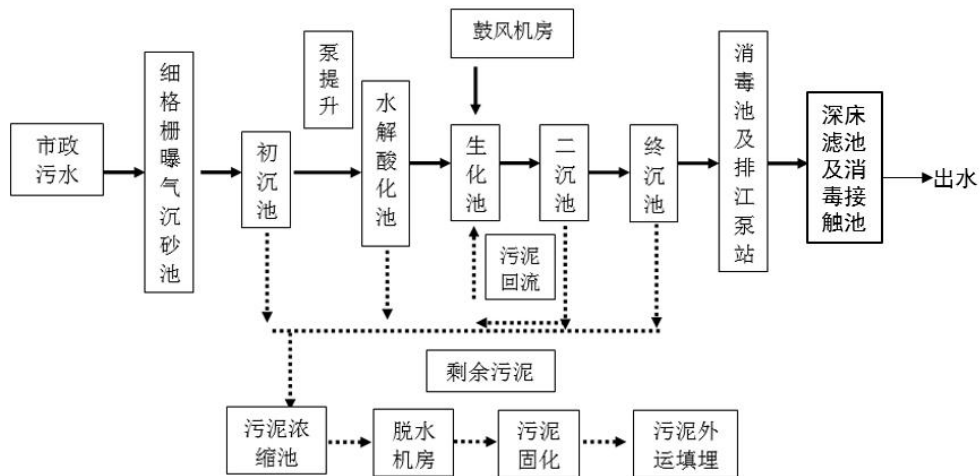 鼓风机房
泵提升
消毒池及排江泵站
细格栅曝气沉砂池
水解酸化池
深床
滤池
及消
毒接
触池
市政
污水
初沉池
生化池
二沉池
终沉池
出水
污泥
回流
剩余污泥
污泥浓
缩池
脱水
机房
污泥
固化
污泥外
运填埋